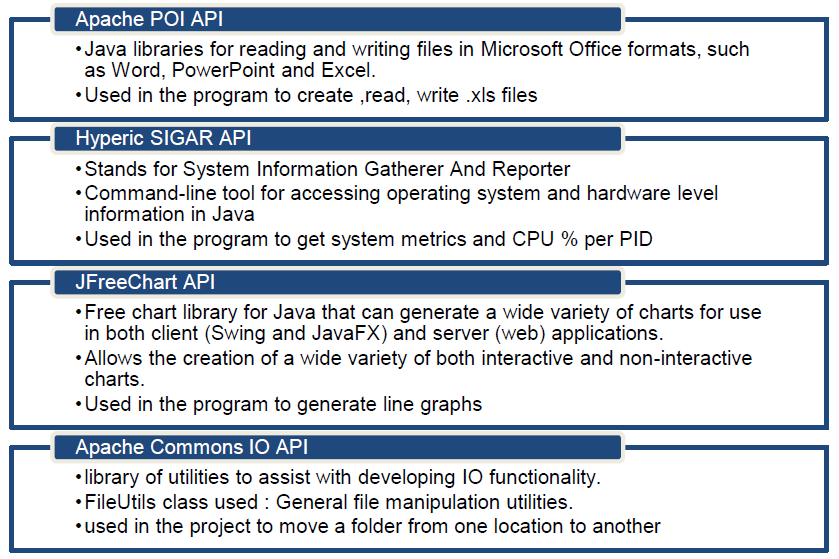 Apache POI API
•Java libraries for reading and writing files in Microsoft Office formats, such
as Word, PowerPoint and Excel.
•Used in the program to create ,read, write .xls files
Hyperic SIGAR API
•Stands for System Information Gatherer And Reporter
•Command-line tool for accessing operating system and hardware level
information in Java
•Used in the program to get system metrics and CPU % per PID
JFreeChart API
•Free chart library for Java that can generate a wide variety of charts for use
in both client (Swing and JavaFX) and server (web) applications.
•Allows the creation of a wide variety of both interactive and non-interactive
charts.
•Used in the program to generate line graphs
Apache Commons IO API
•library of utilities to assist with developing IO functionality.
•FileUtils class used : General file manipulation utilities.
•used in the project to move a folder from one location to another